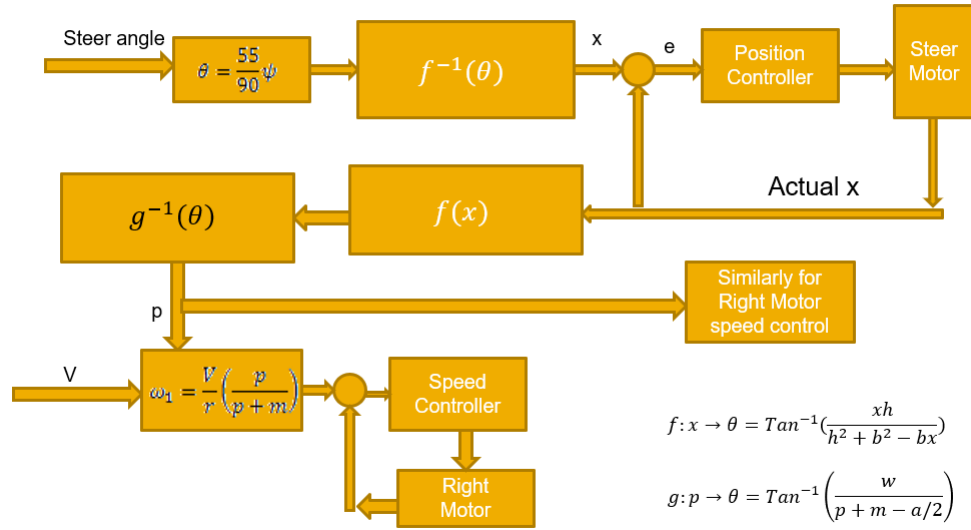 Steer angle
θ = 55/90 ψ
f⁻¹(θ)
x
e
Position
Controller
Steer
Motor
Actual x
f(x)
g⁻¹(θ)
p
Similarly for
Right Motor
speed control
V
ω₁ = V/r (p/(p + m))
Speed
Controller
Right
Motor
f: x → θ = Tan⁻¹(xh/(h² + b² − bx))
g: p → θ = Tan⁻¹(w/(p + m − a/2))